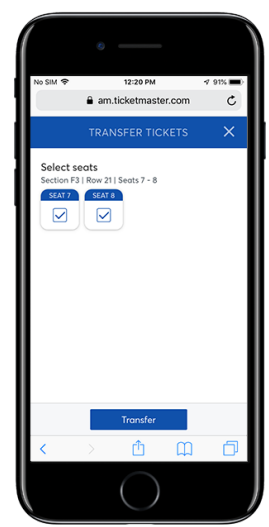 No SIM 12:20 PM 91%
am.ticketmaster.com
TRANSFER TICKETS
Select seats
Section F3 | Row 21 | Seats 7 - 8
SEAT 7 SEAT 8
Transfer